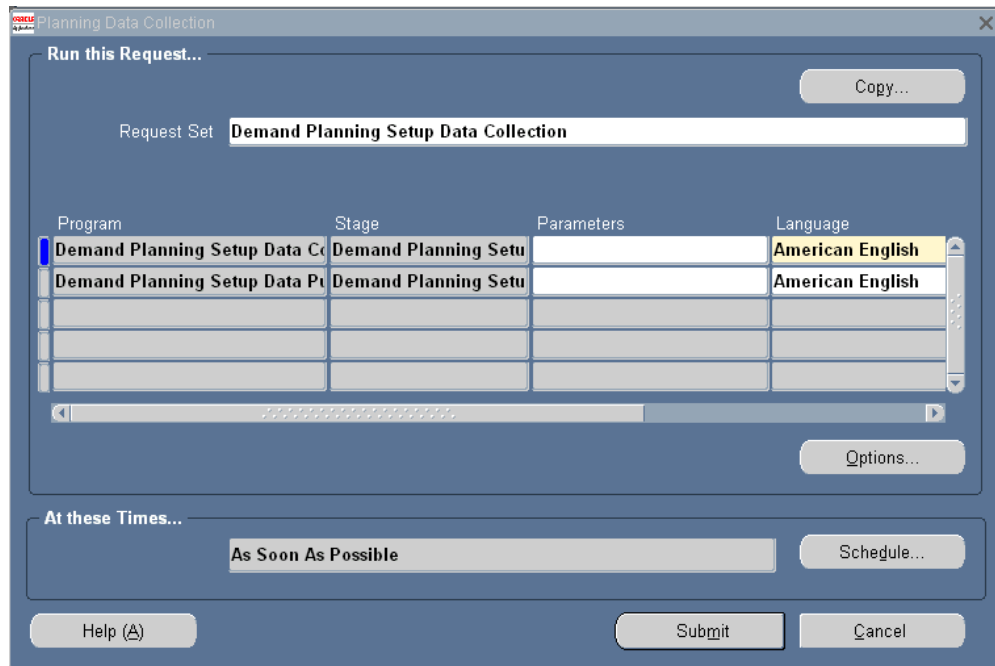 ORACLE
Planning Data Collection
Run this Request...
Copy...
Request Set Demand Planning Setup Data Collection
Program Stage Parameters Language
Demand Planning Setup Data Co Demand Planning Setu American English
Demand Planning Setup Data Pu Demand Planning Setu American English
Options...
At these Times...
As Soon As Possible Schedule...
Help (A) Submit Cancel